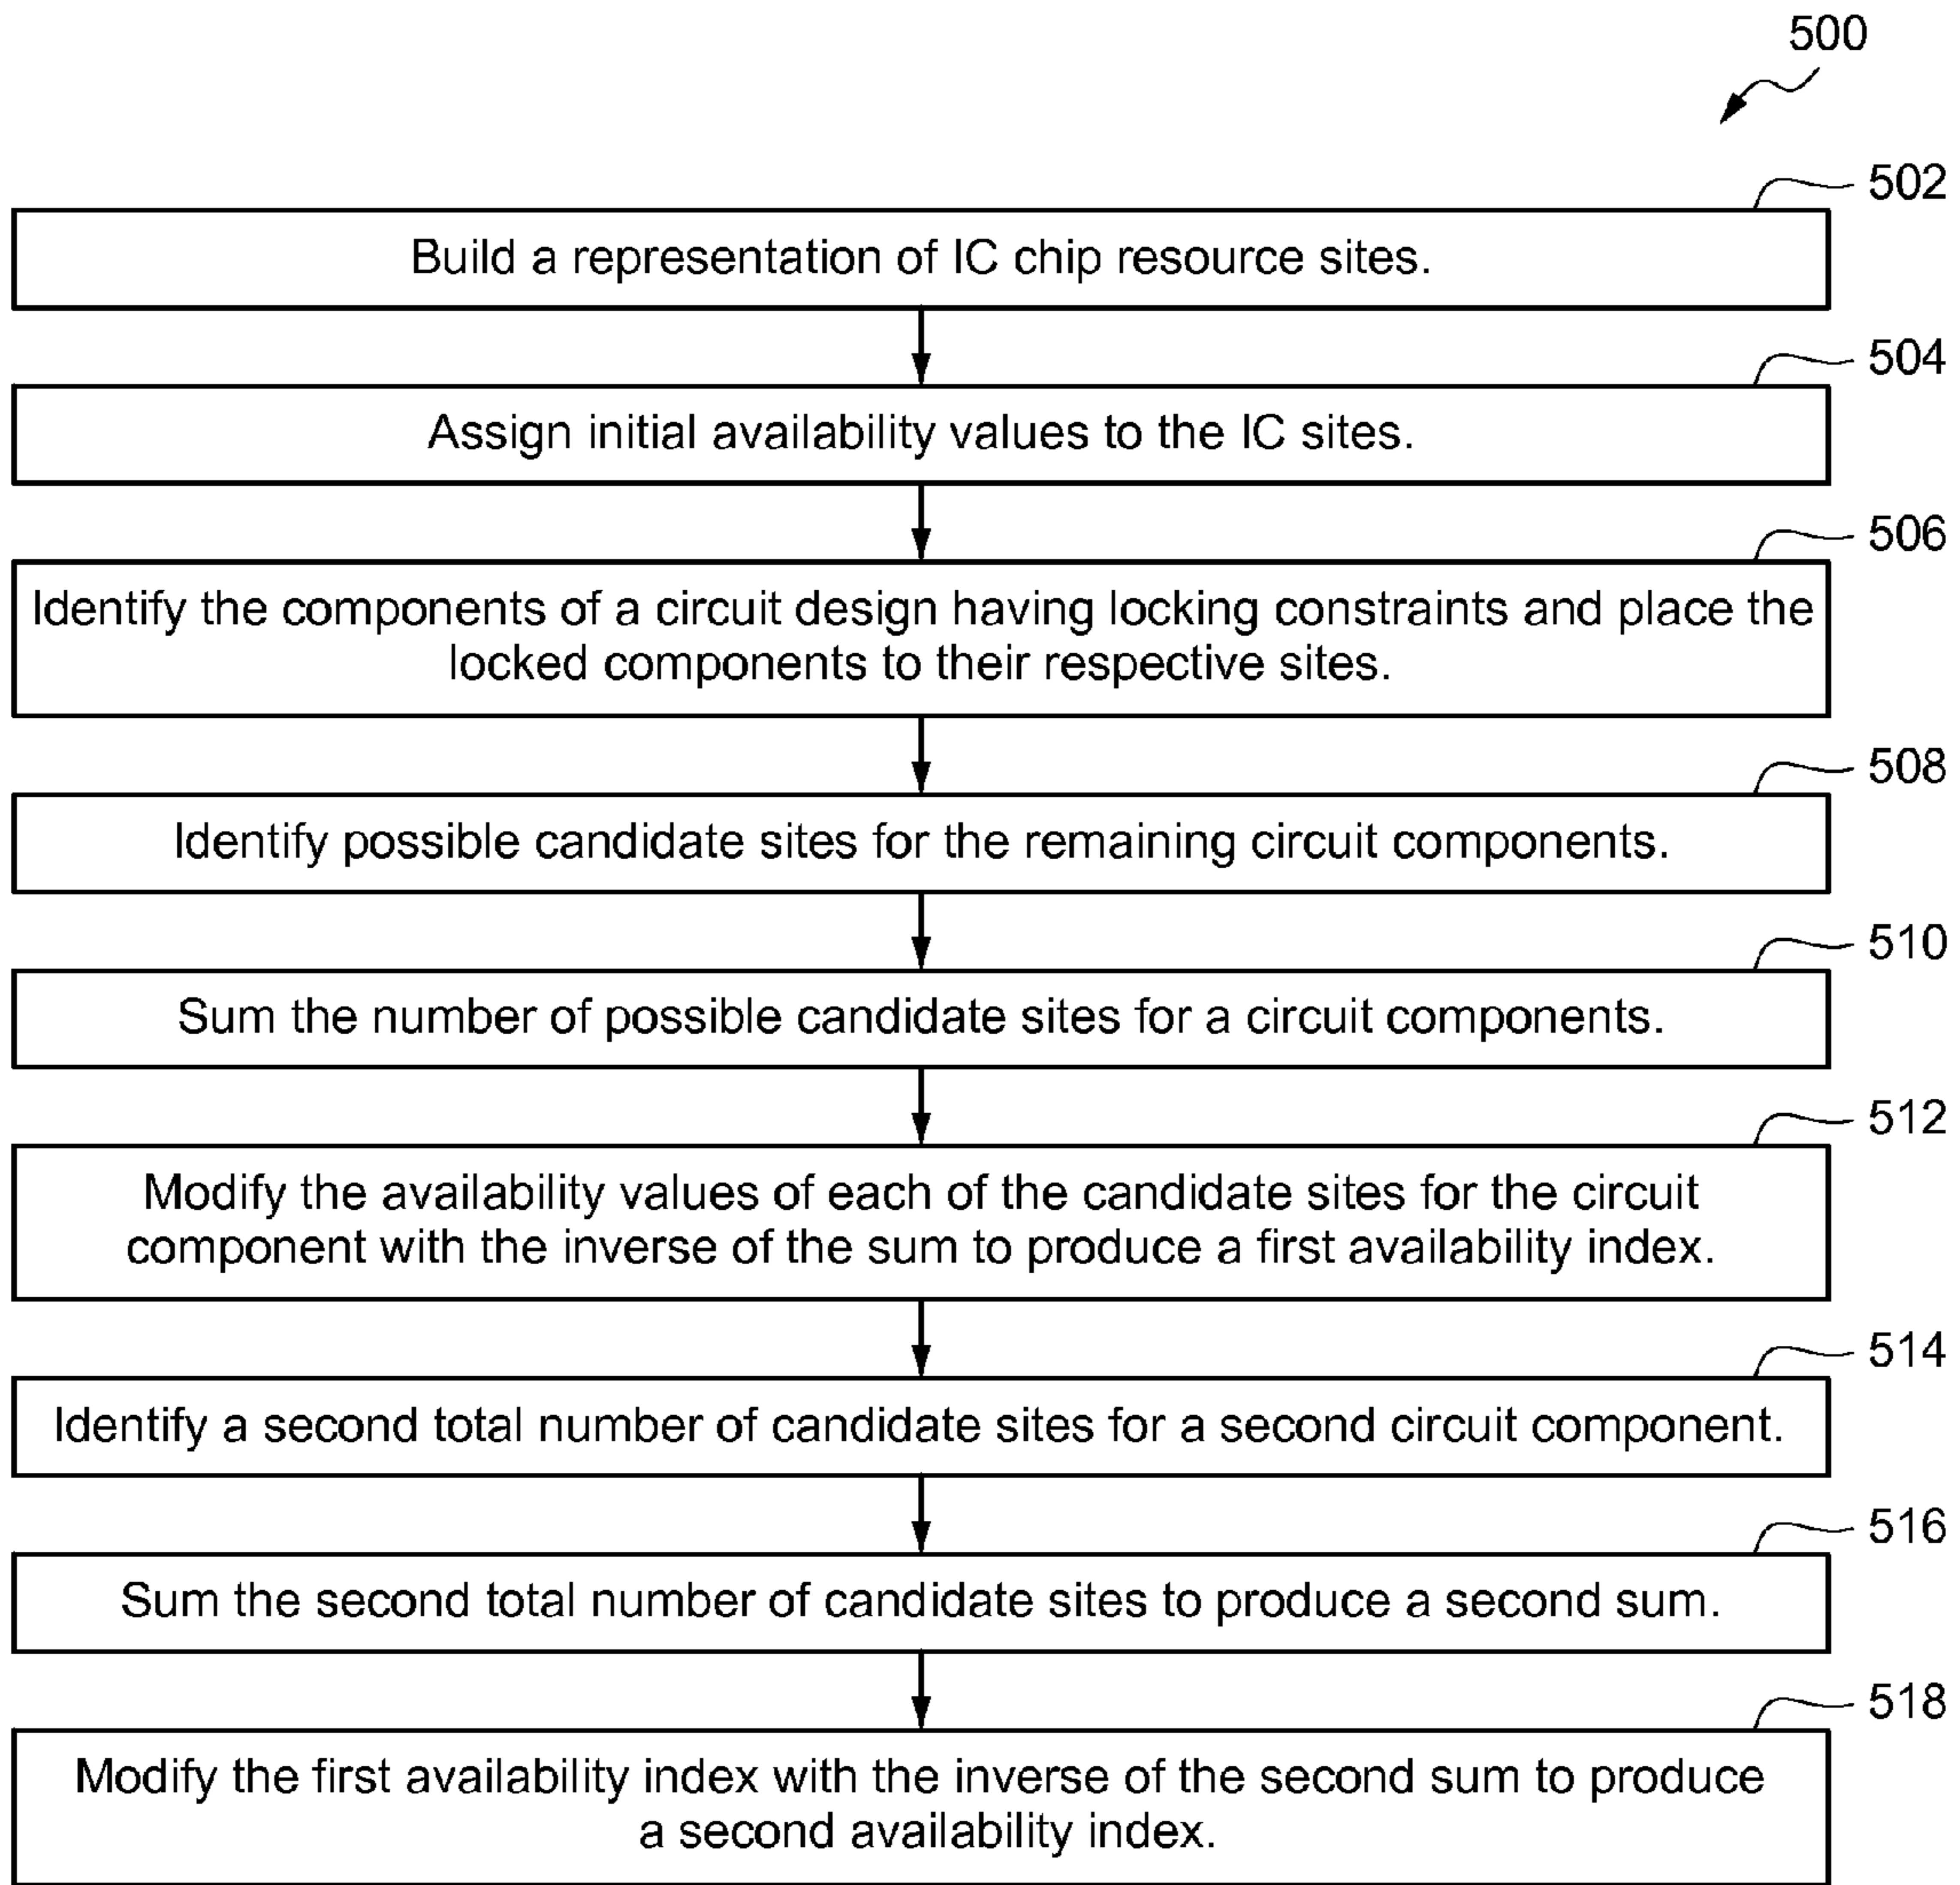 500
502
Build a representation of IC chip resource sites.
504
Assign initial availability values to the IC sites.
506
Identify the components of a circuit design having locking constraints and place the
locked components to their respective sites.
508
Identify possible candidate sites for the remaining circuit components.
510
Sum the number of possible candidate sites for a circuit components.
512
Modify the availability values of each of the candidate sites for the circuit
component with the inverse of the sum to produce a first availability index.
514
Identify a second total number of candidate sites for a second circuit component.
516
Sum the second total number of candidate sites to produce a second sum.
518
Modify the first availability index with the inverse of the second sum to produce
a second availability index.